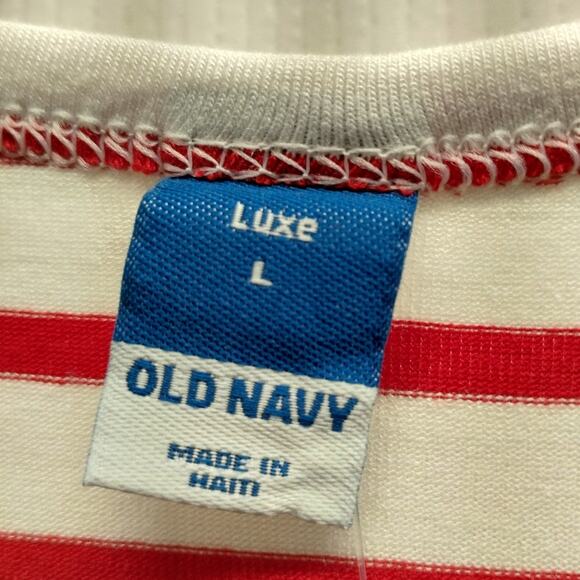 Luxe
L
OLD NAVY
MADE IN
HAITI